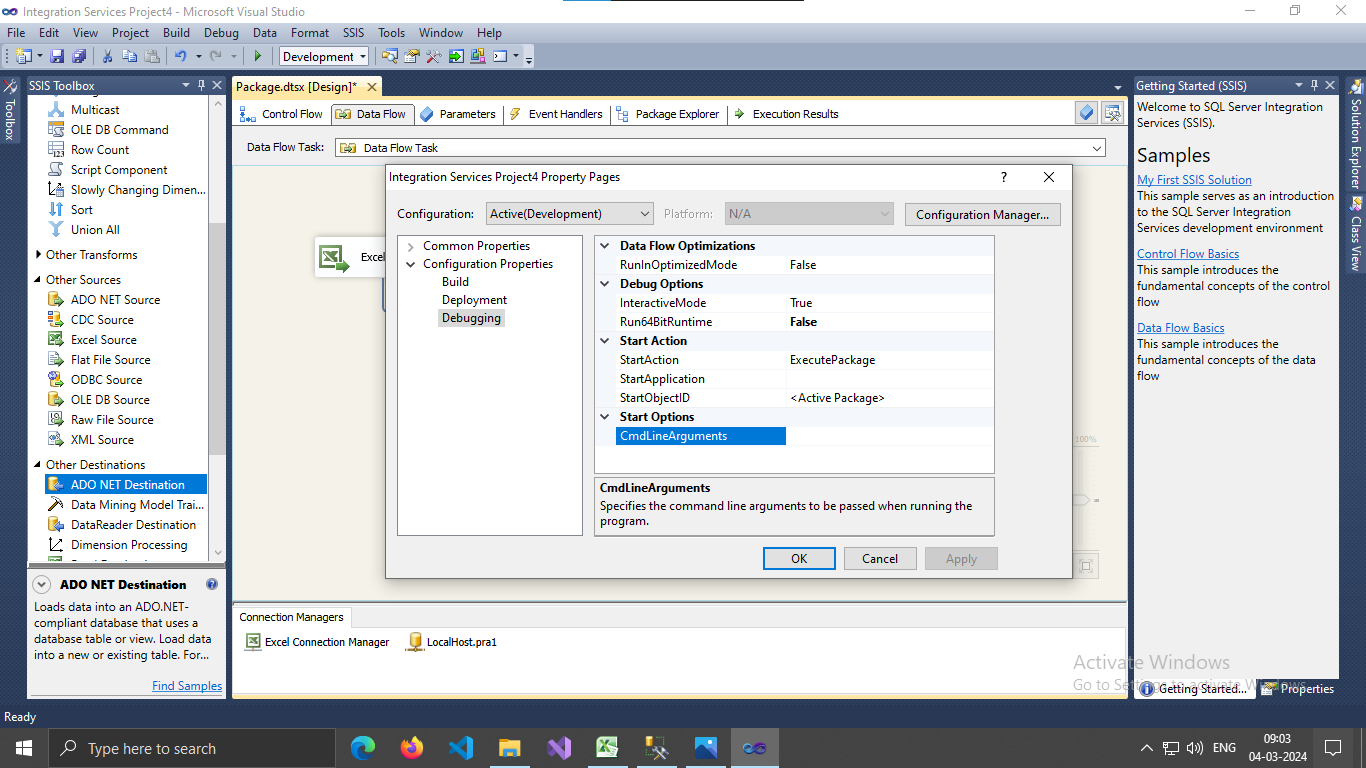 Integration Services Project4 - Microsoft Visual Studio
File Edit View Project Build Debug Data Format SSIS Tools Window Help
Development
Toolbox
SSIS Toolbox
Multicast
OLE DB Command
Row Count
Script Component
Slowly Changing Dimen...
Sort
Union All
Other Transforms
Other Sources
ADO NET Source
CDC Source
Excel Source
Flat File Source
ODBC Source
OLE DB Source
Raw File Source
XML Source
Other Destinations
ADO NET Destination
Data Mining Model Trai...
DataReader Destination
Dimension Processing
ADO NET Destination
Loads data into an ADO.NET-
compliant database that uses a
database table or view. Load data
into a new or existing table. For...
Find Samples
Package.dtsx [Design]*
Control Flow Data Flow Parameters Event Handlers Package Explorer Execution Results
Data Flow Task: Data Flow Task
Excel
100%
Integration Services Project4 Property Pages
?
Configuration: Active(Development) Platform: N/A Configuration Manager...
Common Properties
Configuration Properties
Build
Deployment
Debugging
Data Flow Optimizations
RunInOptimizedMode False
Debug Options
InteractiveMode True
Run64BitRuntime False
Start Action
StartAction ExecutePackage
StartApplication
StartObjectID <Active Package>
Start Options
CmdLineArguments
CmdLineArguments
Specifies the command line arguments to be passed when running the
program.
OK Cancel Apply
Connection Managers
Excel Connection Manager LocalHost.pra1
Getting Started (SSIS)
Welcome to SQL Server Integration
Services (SSIS).
Samples
My First SSIS Solution
This sample serves as an introduction
to the SQL Server Integration
Services development environment
Control Flow Basics
This sample introduces the
fundamental concepts of the control
flow
Data Flow Basics
This sample introduces the
fundamental concepts of the data
flow
Solution Explorer
Class View
Activate Windows
Go to Settings to activate Windows.
Getting Started... Properties
Ready
Type here to search
ENG
09:03
04-03-2024